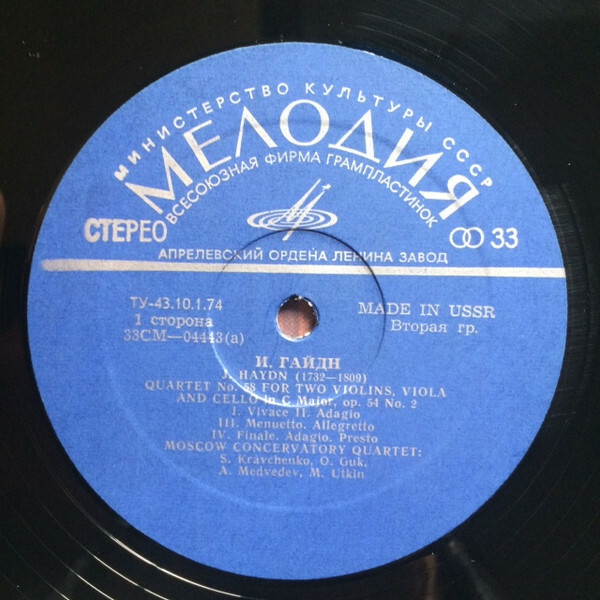 МИНИСТЕРСТВО КУЛЬТУРЫ СССР
МЕЛОДИЯ
ВСЕСОЮЗНАЯ ФИРМА ГРАМПЛАСТИНОК
СТЕРЕО
33
АПРЕЛЕВСКИЙ ОРДЕНА ЛЕНИНА ЗАВОД
ТУ-43.10.1.74
MADE IN USSR
1 сторона
Вторая гр.
33СМ—04443(а)
И. ГАЙДН
J. HAYDN (1732—1809)
QUARTET No. 58 FOR TWO VIOLINS, VIOLA
AND CELLO in C Major, op. 54 No. 2
I. Vivace II. Adagio
III. Menuetto. Allegretto
IV. Finale. Adagio. Presto
MOSCOW CONCERVATORY QUARTET:
S. Kravchenko, O. Guk,
A. Medvedev, M. Utkin